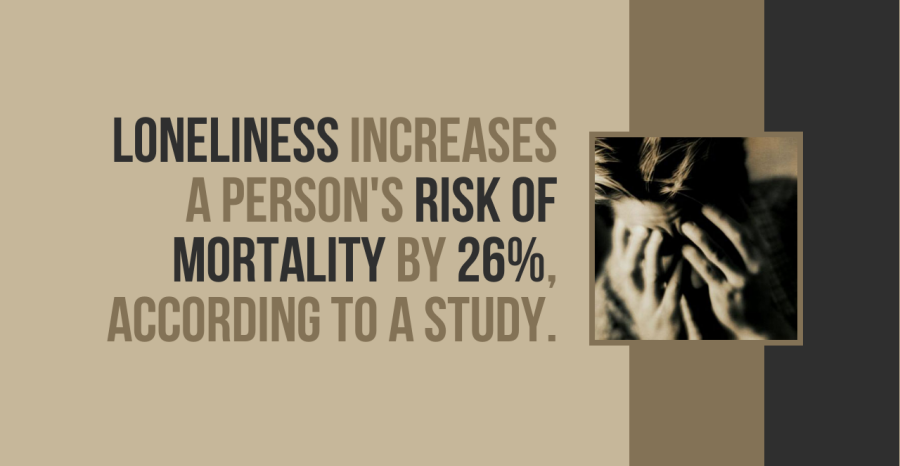 LONELINESS INCREASES
A PERSON'S RISK OF
MORTALITY BY 26%,
ACCORDING TO A STUDY.